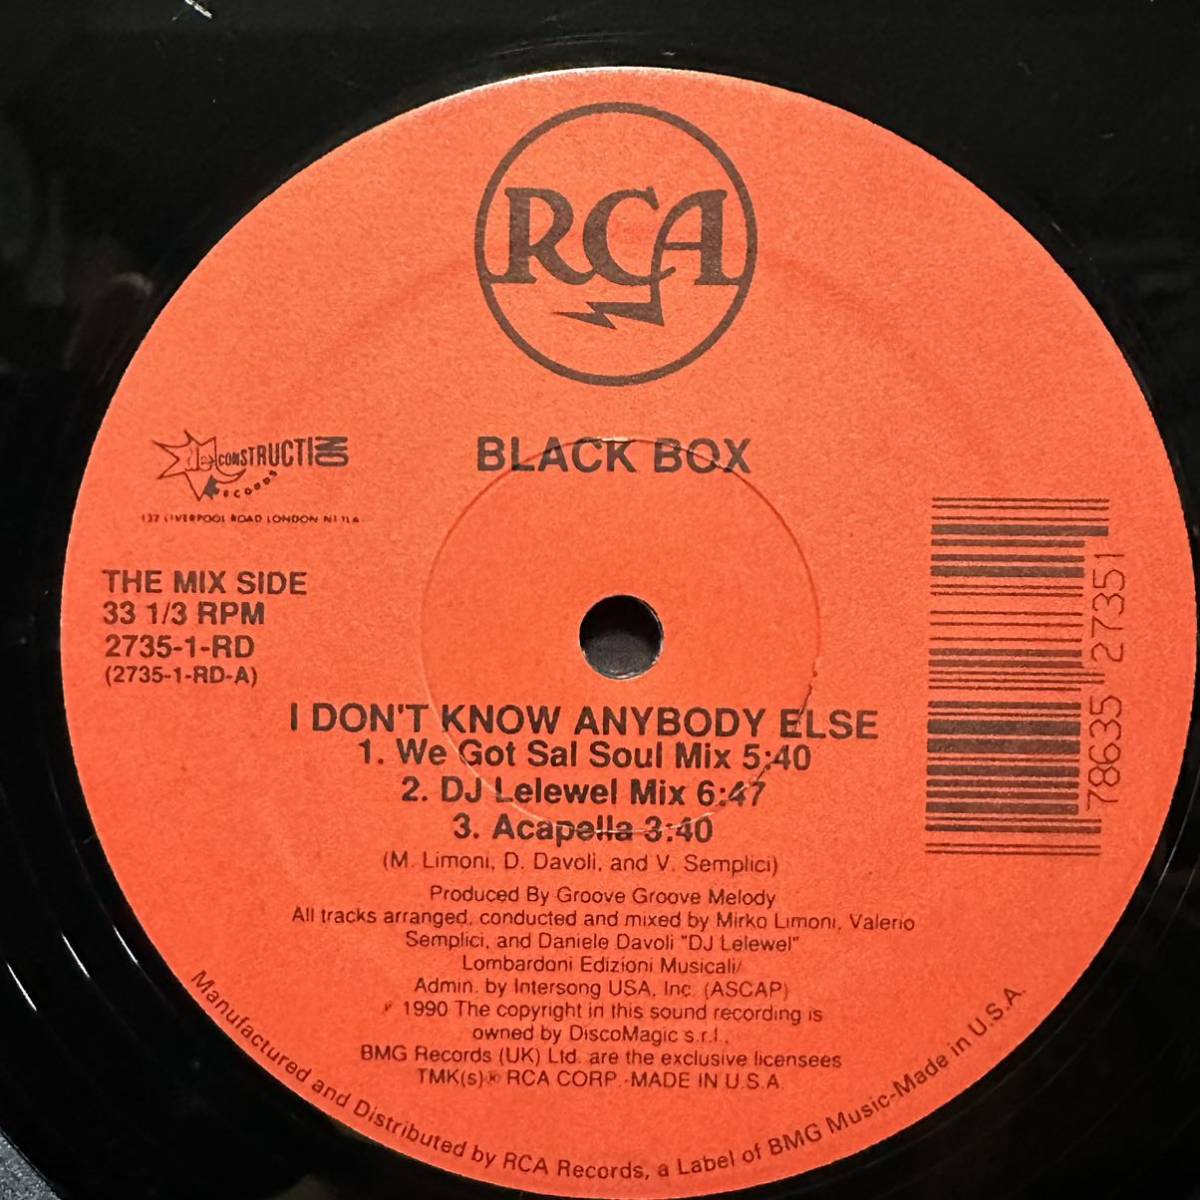 RCA
BLACK BOX
deCONSTRUCTION
RECORDS
132 LIVERPOOL ROAD LONDON N1 1LA
THE MIX SIDE
33 1/3 RPM
2735-1-RD
(2735-1-RD-A)
78635 27351
I DON'T KNOW ANYBODY ELSE
1. We Got Sal Soul Mix 5:40
2. DJ Lelewel Mix 6:47
3. Acapella 3:40
(M. Limoni, D. Davoli, and V. Semplici)
Produced By Groove Groove Melody
All tracks arranged, conducted and mixed by Mirko Limoni, Valerio
Semplici, and Daniele Davoli "DJ Lelewel"
Lombardoni Edizioni Musicali/
Admin. by Intersong USA, Inc. (ASCAP)
℗ 1990 The copyright in this sound recording is
owned by DiscoMagic s.r.l.,
BMG Records (UK) Ltd. are the exclusive licensees
TMK(s)® RCA CORP.-MADE IN U.S.A.
Manufactured and Distributed by RCA Records, a Label of BMG Music-Made in U.S.A.